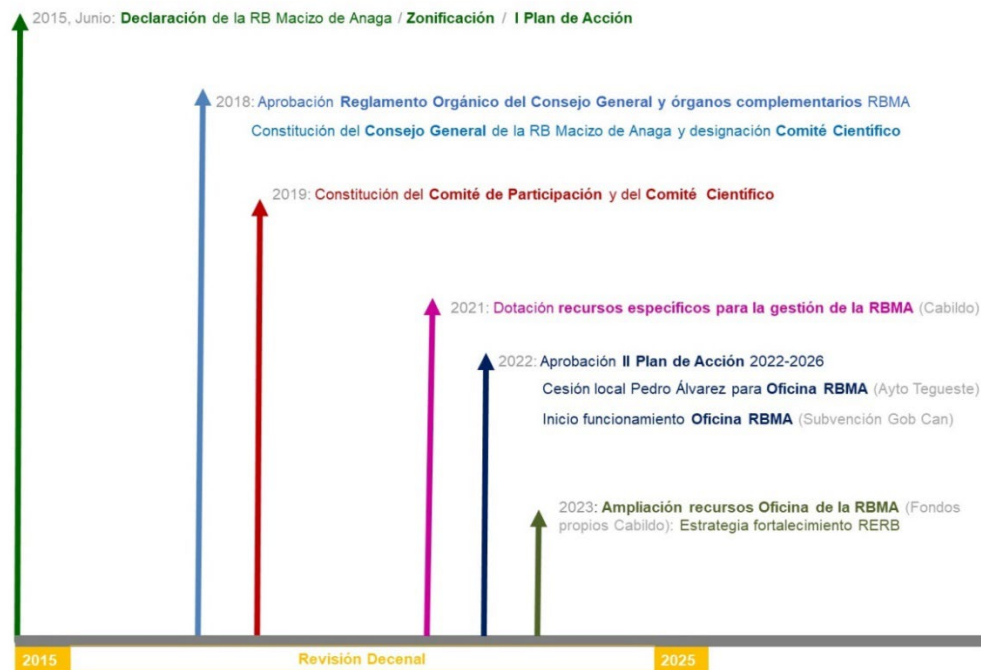 2015, Junio: Declaración de la RB Macizo de Anaga / Zonificación / I Plan de Acción
2018: Aprobación Reglamento Orgánico del Consejo General y órganos complementarios RBMA
Constitución del Consejo General de la RB Macizo de Anaga y designación Comité Científico
2019: Constitución del Comité de Participación y del Comité Científico
2021: Dotación recursos específicos para la gestión de la RBMA (Cabildo)
2022: Aprobación II Plan de Acción 2022-2026
Cesión local Pedro Álvarez para Oficina RBMA (Ayto Tegueste)
Inicio funcionamiento Oficina RBMA (Subvención Gob Can)
2023: Ampliación recursos Oficina de la RBMA (Fondos
propios Cabildo): Estrategia fortalecimiento RERB
2015 Revisión Decenal 2025